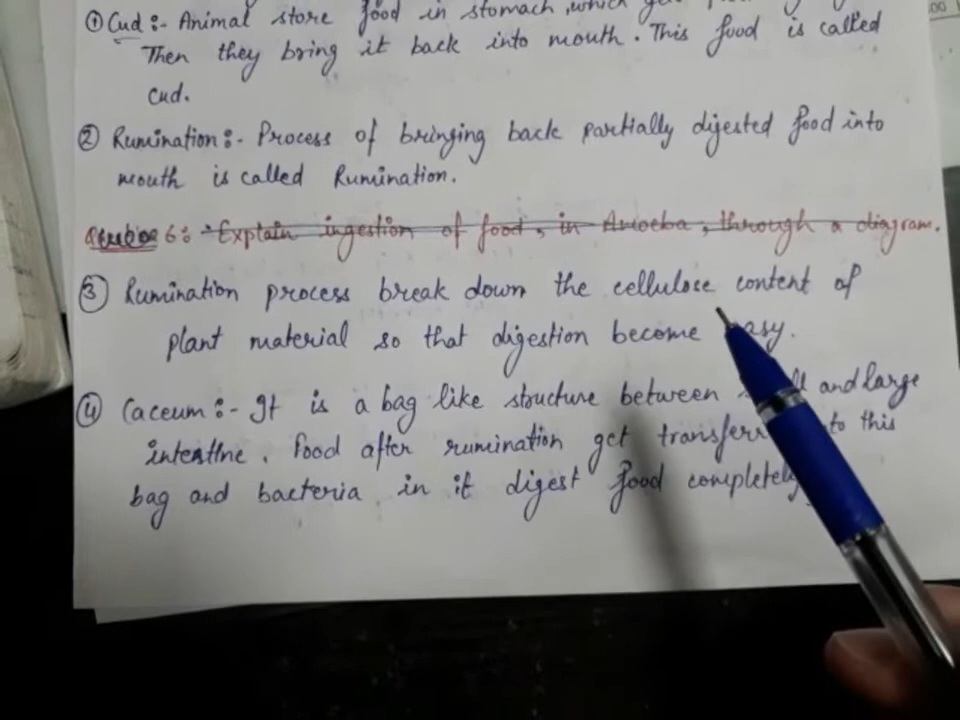 ① Cud :- Animal store food in stomach, which
Then they bring it back into mouth. This food is called
cud.
② Rumination :- Process of bringing back partially digested food into
mouth is called Rumination.
6: Explain ingestion of food, in Amoeba, through a diagram.
③ Rumination process break down the cellulose content of
plant material so that digestion become easy.
④ Caceum :- It is a bag like structure between and large
intestine. Food after rumination get to this
bag and bacteria in it digest food completely
00